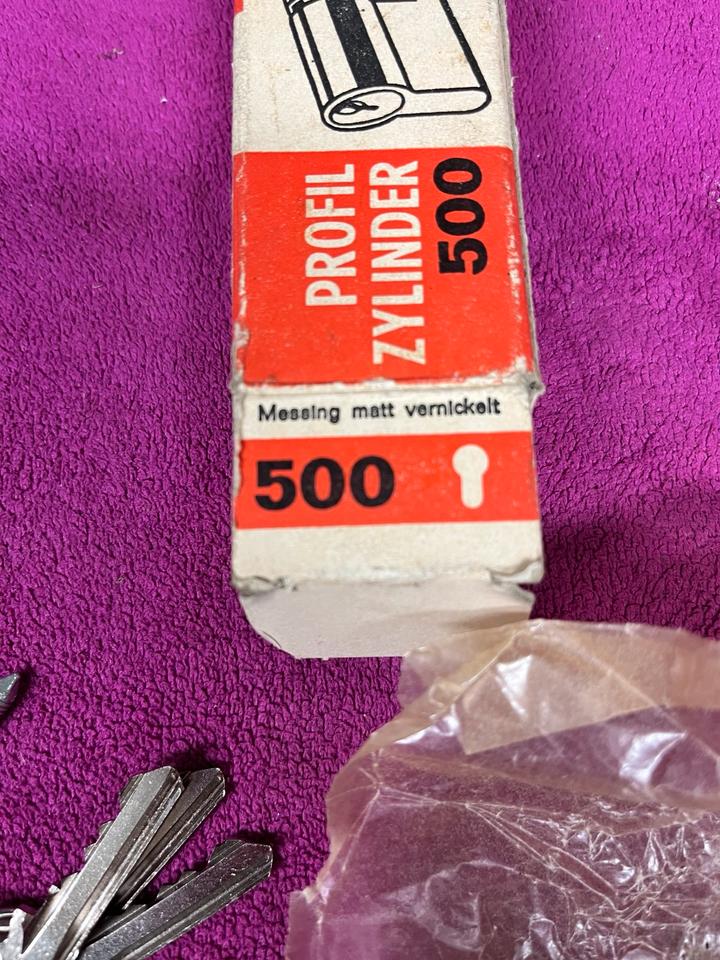 PROFIL
ZYLINDER
500
Messing matt vernickelt
500